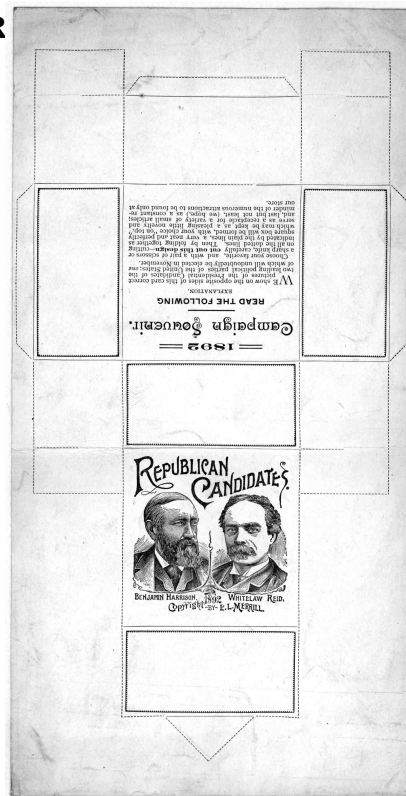 R
1892
Campaign Souvenir.
READ THE FOLLOWING
EXPLANATION.
WE show on the opposite sides of this card correct
pictures of the Presidential Candidates of the
two leading political parties of the United States; one
of which will undoubtedly be elected in November.
Choose your favorite, and with a pair of scissors or
a sharp knife, carefully cut out this design—cutting
on all the dotted lines. Then by folding together as
indicated by the plain lines, a very neat and perfectly
square box will be formed, with your choice "on top,"
which may be kept as a pleasing little novelty and
serve as a receptacle for a variety of small articles;
and, last but not least, (we hope,) as a constant re-
minder of the numerous attractions to be found only at
our store.
REPUBLICAN
CANDIDATES.
BENJAMIN HARRISON. 1892 WHITELAW REID.
Copyright BY E.L. MERRILL.